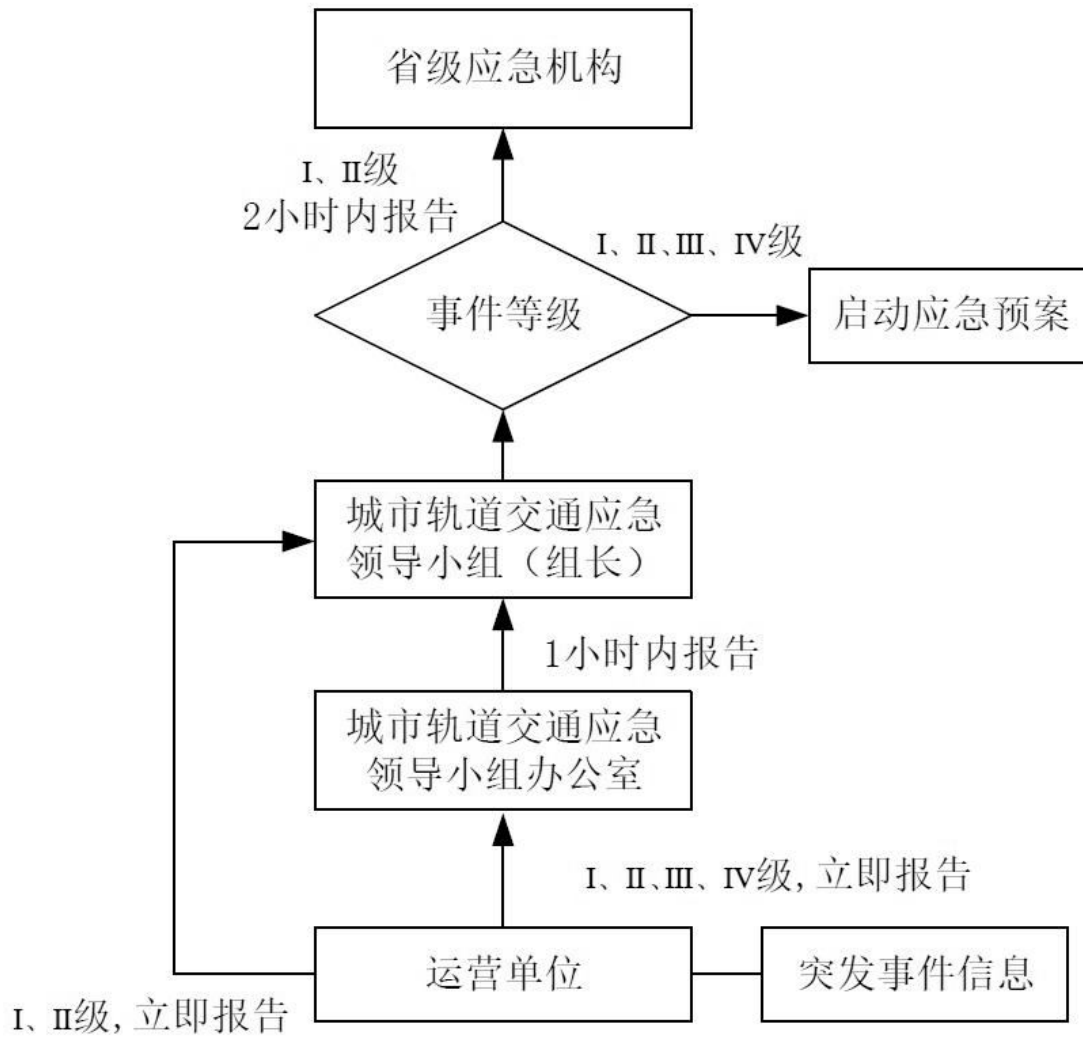 省级应急机构
I、II级
2小时内报告
I、II、III、IV级
事件等级
启动应急预案
城市轨道交通应急
领导小组（组长）
1小时内报告
城市轨道交通应急
领导小组办公室
I、II、III、IV级,立即报告
运营单位
突发事件信息
I、II级,立即报告